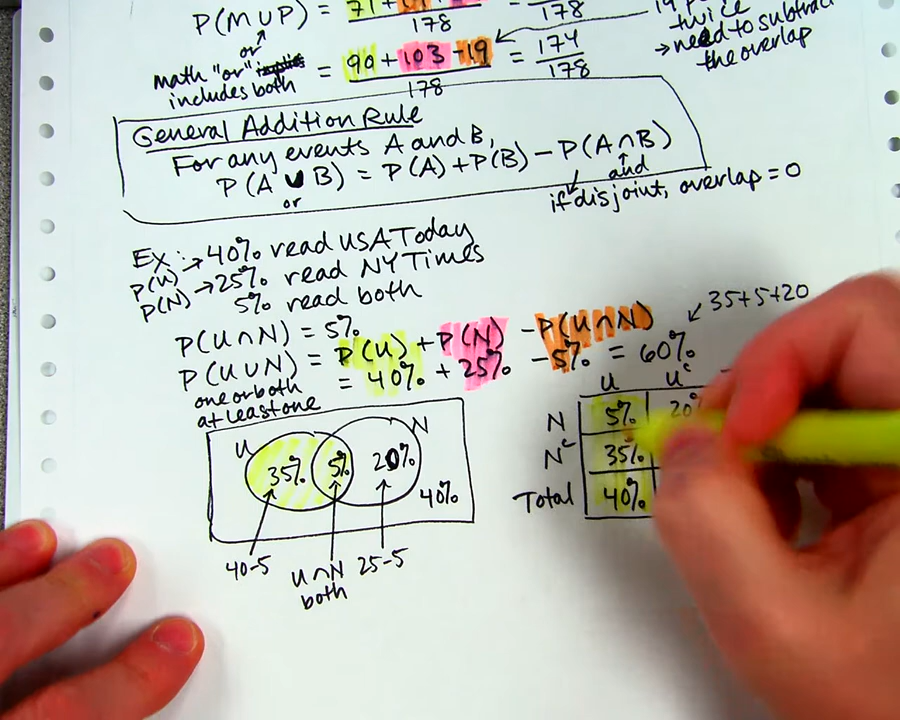 P(M ∪ P) =
178
178
or
twice
→need to subtract
the overlap
math "or"
includes both
= 90 + 103 - 19 = 174
178 178
General Addition Rule
For any events A and B,
P(A ∪ B) = P(A) + P(B) - P(A ∩ B)
or
and
if disjoint, overlap = 0
Ex: → 40% read USA Today
P(U)
P(N) → 25% read NY Times
5% read both
P(U∩N) = 5%
P(U∪N) = P(U) + P(N) - P(U∩N)
35+5+20
one or both
at least one
= 40% + 25% - 5% = 60%
U N
35% 5% 20%
40%
40-5
U∩N
both
25-5
U Uc
N 5% 20%
Nc 35%
Total 40%